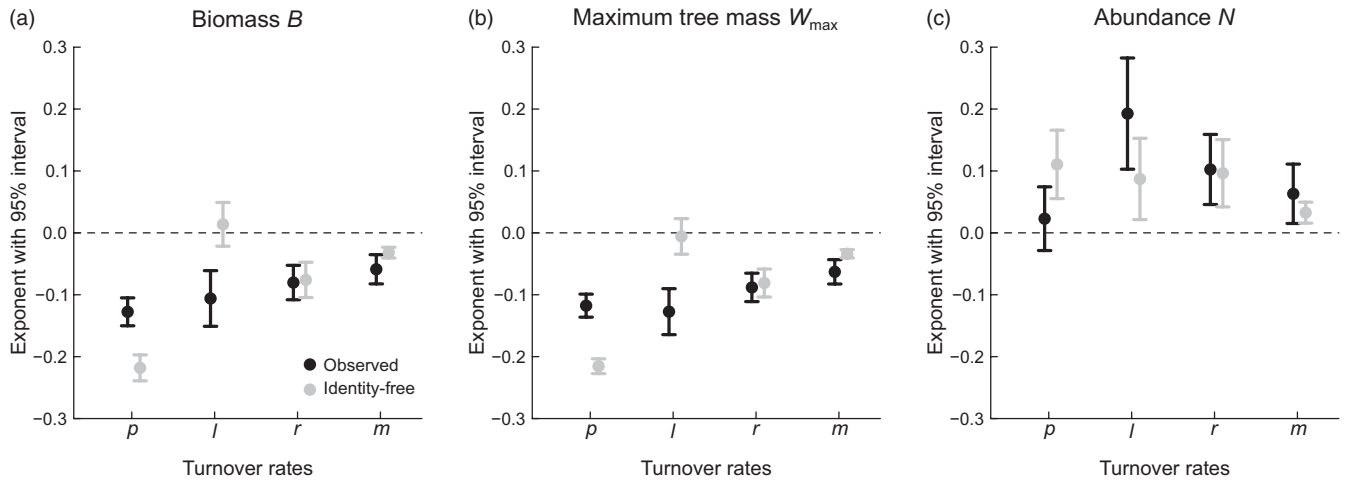 (a) Biomass B
Exponent with 95% interval
0.3
0.2
0.1
0.0
−0.1
−0.2
−0.3
Observed
Identity-free
p l r m
Turnover rates
(b) Maximum tree mass Wmax
Exponent with 95% interval
0.3
0.2
0.1
0.0
−0.1
−0.2
−0.3
p l r m
Turnover rates
(c) Abundance N
Exponent with 95% interval
0.3
0.2
0.1
0.0
−0.1
−0.2
−0.3
p l r m
Turnover rates